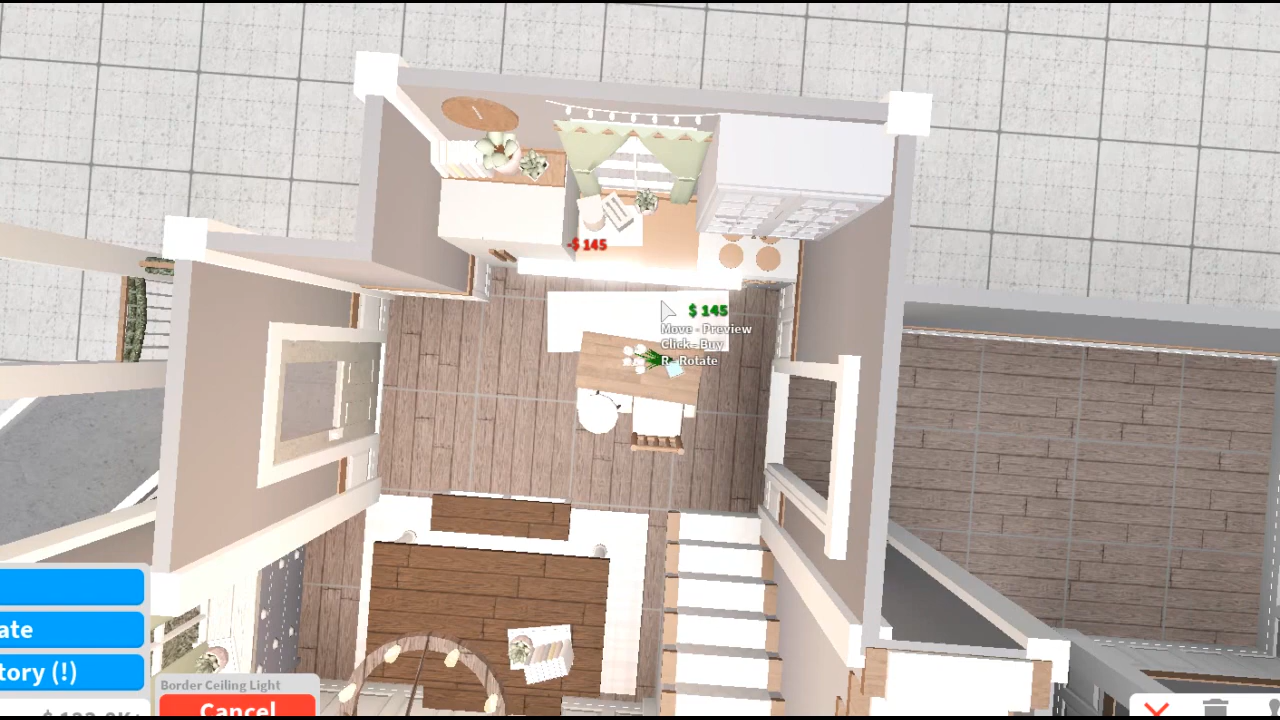 -$ 145
$ 145
Move - Preview
Click - Buy
R - Rotate
ate
tory (!)
Border Ceiling Light
Cancel